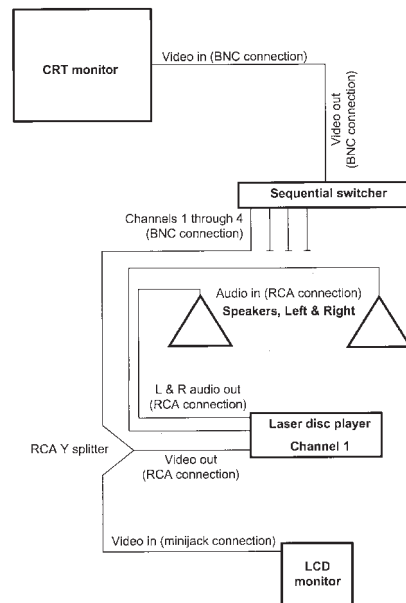 CRT monitor
Video in (BNC connection)
Video out
(BNC connection)
Sequential switcher
Channels 1 through 4
(BNC connection)
Audio in (RCA connection)
Speakers, Left & Right
L & R audio out
(RCA connection)
Laser disc player
Channel 1
RCA Y splitter
Video out
(RCA connection)
Video in (minijack connection)
LCD
monitor